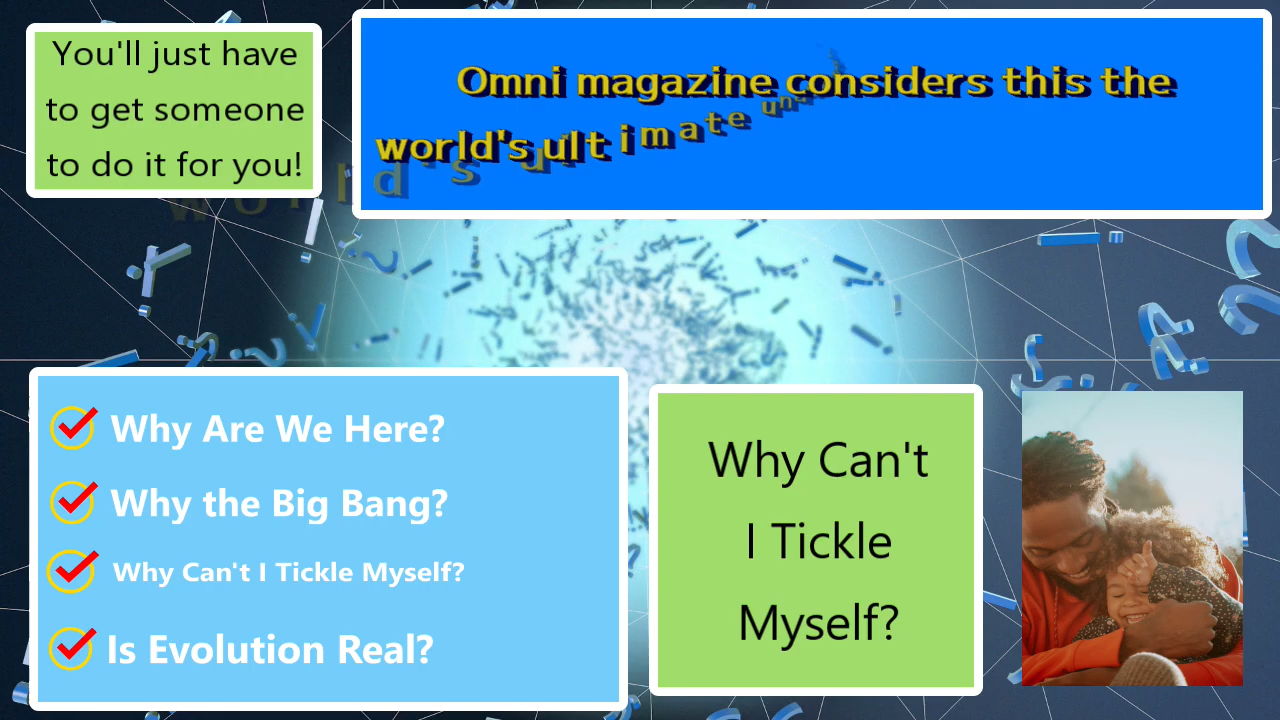 You'll just have
to get someone
to do it for you!
Omni magazine considers this the
world's ultimate
Why Are We Here?
Why the Big Bang?
Why Can't I Tickle Myself?
Is Evolution Real?
Why Can't
I Tickle
Myself?